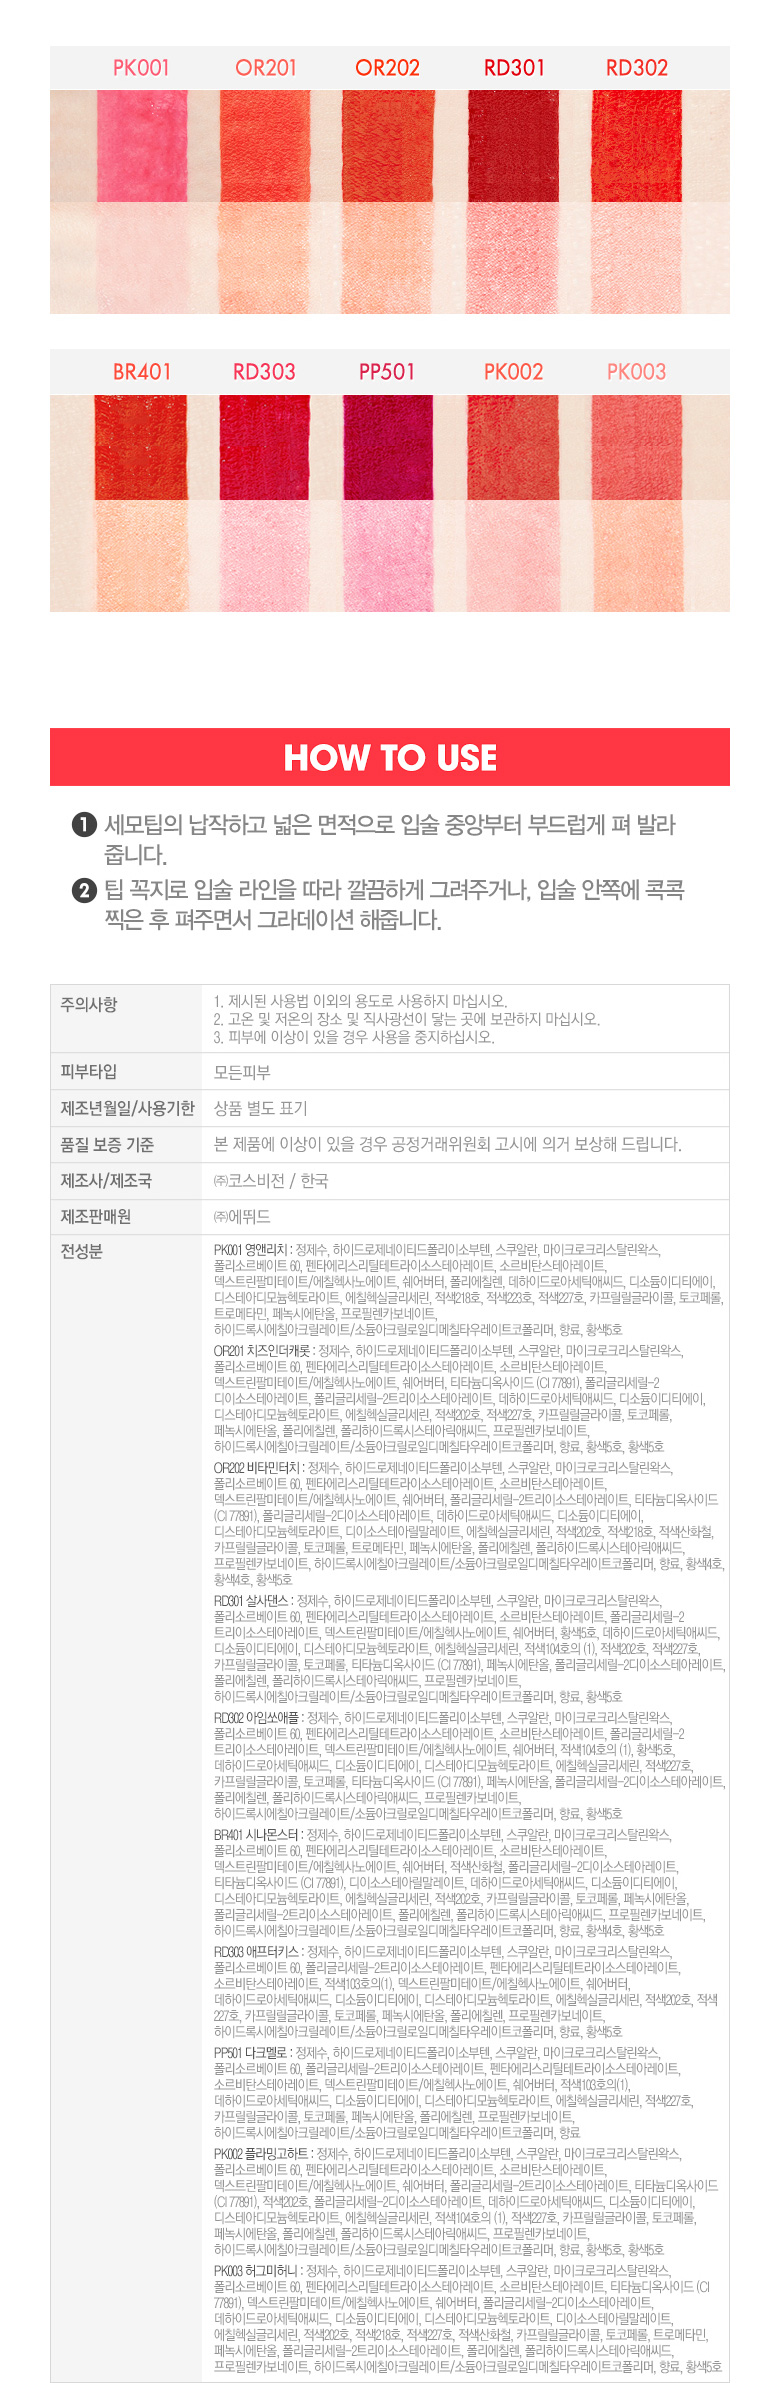 PK001 OR201 OR202 RD301 RD302
BR401 RD303 PP501 PK002 PK003
HOW TO USE
1 세모팁의 납작하고 넓은 면적으로 입술 중앙부터 부드럽게 펴 발라
줍니다.
2 팁 꼭지로 입술 라인을 따라 깔끔하게 그려주거나, 입술 안쪽에 콕콕
찍은 후 펴주면서 그라데이션 해줍니다.
주의사항
1. 제시된 사용법 이외의 용도로 사용하지 마십시오.
2. 고온 및 저온의 장소 및 직사광선이 닿는 곳에 보관하지 마십시오.
3. 피부에 이상이 있을 경우 사용을 중지하십시오.
피부타입 모든피부
제조년월일/사용기한 상품 별도 표기
품질 보증 기준 본 제품에 이상이 있을 경우 공정거래위원회 고시에 의거 보상해 드립니다.
제조사/제조국 ㈜코스비전 / 한국
제조판매원 ㈜에뛰드
전성분
PK001 영앤리치 : 정제수, 하이드로제네이티드폴리이소부텐, 스쿠알란, 마이크로크리스탈린왁스,
폴리소르베이트 60, 펜타에리스리틸테트라이소스테아레이트, 소르비탄스테아레이트,
덱스트린팔미테이트/에칠헥사노에이트, 쉐어버터, 폴리에칠렌, 데하이드로아세틱애씨드, 디소듐이디티에이,
디스테아디모늄헥토라이트, 에칠헥실글리세린, 적색218호, 적색223호, 적색227호, 카프릴릴글라이콜, 토코페롤,
트로메타민, 페녹시에탄올, 프로필렌카보네이트,
하이드록시에칠아크릴레이트/소듐아크릴로일디메칠타우레이트코폴리머, 향료, 황색5호
OR201 치즈인더캐롯 : 정제수, 하이드로제네이티드폴리이소부텐, 스쿠알란, 마이크로크리스탈린왁스,
폴리소르베이트 60, 펜타에리스리틸테트라이소스테아레이트, 소르비탄스테아레이트,
덱스트린팔미테이트/에칠헥사노에이트, 쉐어버터, 티타늄디옥사이드 (CI 77891), 폴리글리세릴-2
디이소스테아레이트, 폴리글리세릴-2트리이소스테아레이트, 데하이드로아세틱애씨드, 디소듐이디티에이,
디스테아디모늄헥토라이트, 에칠헥실글리세린, 적색202호, 적색227호, 카프릴릴글라이콜, 토코페롤,
페녹시에탄올, 폴리에칠렌, 폴리하이드록시스테아릭애씨드, 프로필렌카보네이트,
하이드록시에칠아크릴레이트/소듐아크릴로일디메칠타우레이트코폴리머, 향료, 황색5호, 황색5호
OR202 비타민터치 : 정제수, 하이드로제네이티드폴리이소부텐, 스쿠알란, 마이크로크리스탈린왁스,
폴리소르베이트 60, 펜타에리스리틸테트라이소스테아레이트, 소르비탄스테아레이트,
덱스트린팔미테이트/에칠헥사노에이트, 쉐어버터, 폴리글리세릴-2트리이소스테아레이트, 티타늄디옥사이드
(CI 77891), 폴리글리세릴-2디이소스테아레이트, 데하이드로아세틱애씨드, 디소듐이디티에이,
디스테아디모늄헥토라이트, 디이소스테아릴말레이트, 에칠헥실글리세린, 적색202호, 적색218호, 적색산화철,
카프릴릴글라이콜, 토코페롤, 트로메타민, 페녹시에탄올, 폴리에칠렌, 폴리하이드록시스테아릭애씨드,
프로필렌카보네이트, 하이드록시에칠아크릴레이트/소듐아크릴로일디메칠타우레이트코폴리머, 향료, 황색4호,
황색4호, 황색5호
RD301 살사댄스 : 정제수, 하이드로제네이티드폴리이소부텐, 스쿠알란, 마이크로크리스탈린왁스,
폴리소르베이트 60, 펜타에리스리틸테트라이소스테아레이트, 소르비탄스테아레이트, 폴리글리세릴-2
트리이소스테아레이트, 덱스트린팔미테이트/에칠헥사노에이트, 쉐어버터, 황색5호, 데하이드로아세틱애씨드,
디소듐이디티에이, 디스테아디모늄헥토라이트, 에칠헥실글리세린, 적색104호의 (1), 적색202호, 적색227호,
카프릴릴글라이콜, 토코페롤, 티타늄디옥사이드 (CI 77891), 페녹시에탄올, 폴리글리세릴-2디이소스테아레이트,
폴리에칠렌, 폴리하이드록시스테아릭애씨드, 프로필렌카보네이트,
하이드록시에칠아크릴레이트/소듐아크릴로일디메칠타우레이트코폴리머, 향료, 황색5호
RD302 아임쏘애플 : 정제수, 하이드로제네이티드폴리이소부텐, 스쿠알란, 마이크로크리스탈린왁스,
폴리소르베이트 60, 펜타에리스리틸테트라이소스테아레이트, 소르비탄스테아레이트, 폴리글리세릴-2
트리이소스테아레이트, 덱스트린팔미테이트/에칠헥사노에이트, 쉐어버터, 적색104호의 (1), 황색5호,
데하이드로아세틱애씨드, 디소듐이디티에이, 디스테아디모늄헥토라이트, 에칠헥실글리세린, 적색227호,
카프릴릴글라이콜, 토코페롤, 티타늄디옥사이드 (CI 77891), 페녹시에탄올, 폴리글리세릴-2디이소스테아레이트,
폴리에칠렌, 폴리하이드록시스테아릭애씨드, 프로필렌카보네이트,
하이드록시에칠아크릴레이트/소듐아크릴로일디메칠타우레이트코폴리머, 향료, 황색5호
BR401 시나몬스터 : 정제수, 하이드로제네이티드폴리이소부텐, 스쿠알란, 마이크로크리스탈린왁스,
폴리소르베이트 60, 펜타에리스리틸테트라이소스테아레이트, 소르비탄스테아레이트,
덱스트린팔미테이트/에칠헥사노에이트, 쉐어버터, 적색산화철, 폴리글리세릴-2디이소스테아레이트,
티타늄디옥사이드 (CI 77891), 디이소스테아릴말레이트, 데하이드로아세틱애씨드, 디소듐이디티에이,
디스테아디모늄헥토라이트, 에칠헥실글리세린, 적색202호, 카프릴릴글라이콜, 토코페롤, 페녹시에탄올,
폴리글리세릴-2트리이소스테아레이트, 폴리에칠렌, 폴리하이드록시스테아릭애씨드, 프로필렌카보네이트,
하이드록시에칠아크릴레이트/소듐아크릴로일디메칠타우레이트코폴리머, 향료, 황색4호, 황색5호
RD303 애프터키스 : 정제수, 하이드로제네이티드폴리이소부텐, 스쿠알란, 마이크로크리스탈린왁스,
폴리소르베이트 60, 폴리글리세릴-2트리이소스테아레이트, 펜타에리스리틸테트라이소스테아레이트,
소르비탄스테아레이트, 적색103호의(1), 덱스트린팔미테이트/에칠헥사노에이트, 쉐어버터,
데하이드로아세틱애씨드, 디소듐이디티에이, 디스테아디모늄헥토라이트, 에칠헥실글리세린, 적색202호, 적색
227호, 카프릴릴글라이콜, 토코페롤, 페녹시에탄올, 폴리에칠렌, 프로필렌카보네이트,
하이드록시에칠아크릴레이트/소듐아크릴로일디메칠타우레이트코폴리머, 향료, 황색5호
PP501 다크멜로 : 정제수, 하이드로제네이티드폴리이소부텐, 스쿠알란, 마이크로크리스탈린왁스,
폴리소르베이트 60, 폴리글리세릴-2트리이소스테아레이트, 펜타에리스리틸테트라이소스테아레이트,
소르비탄스테아레이트, 덱스트린팔미테이트/에칠헥사노에이트, 쉐어버터, 적색103호의(1),
데하이드로아세틱애씨드, 디소듐이디티에이, 디스테아디모늄헥토라이트, 에칠헥실글리세린, 적색227호,
카프릴릴글라이콜, 토코페롤, 페녹시에탄올, 폴리에칠렌, 프로필렌카보네이트,
하이드록시에칠아크릴레이트/소듐아크릴로일디메칠타우레이트코폴리머, 향료
PK002 플라밍고하트 : 정제수, 하이드로제네이티드폴리이소부텐, 스쿠알란, 마이크로크리스탈린왁스,
폴리소르베이트 60, 펜타에리스리틸테트라이소스테아레이트, 소르비탄스테아레이트,
덱스트린팔미테이트/에칠헥사노에이트, 쉐어버터, 폴리글리세릴-2트리이소스테아레이트, 티타늄디옥사이드
(CI 77891), 적색202호, 폴리글리세릴-2디이소스테아레이트, 데하이드로아세틱애씨드, 디소듐이디티에이,
디스테아디모늄헥토라이트, 에칠헥실글리세린, 적색104호의 (1), 적색227호, 카프릴릴글라이콜, 토코페롤,
페녹시에탄올, 폴리에칠렌, 폴리하이드록시스테아릭애씨드, 프로필렌카보네이트,
하이드록시에칠아크릴레이트/소듐아크릴로일디메칠타우레이트코폴리머, 향료, 황색5호, 황색5호
PK003 허그미허니 : 정제수, 하이드로제네이티드폴리이소부텐, 스쿠알란, 마이크로크리스탈린왁스,
폴리소르베이트 60, 펜타에리스리틸테트라이소스테아레이트, 소르비탄스테아레이트, 티타늄디옥사이드 (CI
77891), 덱스트린팔미테이트/에칠헥사노에이트, 쉐어버터, 폴리글리세릴-2디이소스테아레이트,
데하이드로아세틱애씨드, 디소듐이디티에이, 디스테아디모늄헥토라이트, 디이소스테아릴말레이트,
에칠헥실글리세린, 적색202호, 적색218호, 적색227호, 적색산화철, 카프릴릴글라이콜, 토코페롤, 트로메타민,
페녹시에탄올, 폴리글리세릴-2트리이소스테아레이트, 폴리에칠렌, 폴리하이드록시스테아릭애씨드,
프로필렌카보네이트, 하이드록시에칠아크릴레이트/소듐아크릴로일디메칠타우레이트코폴리머, 향료, 황색5호